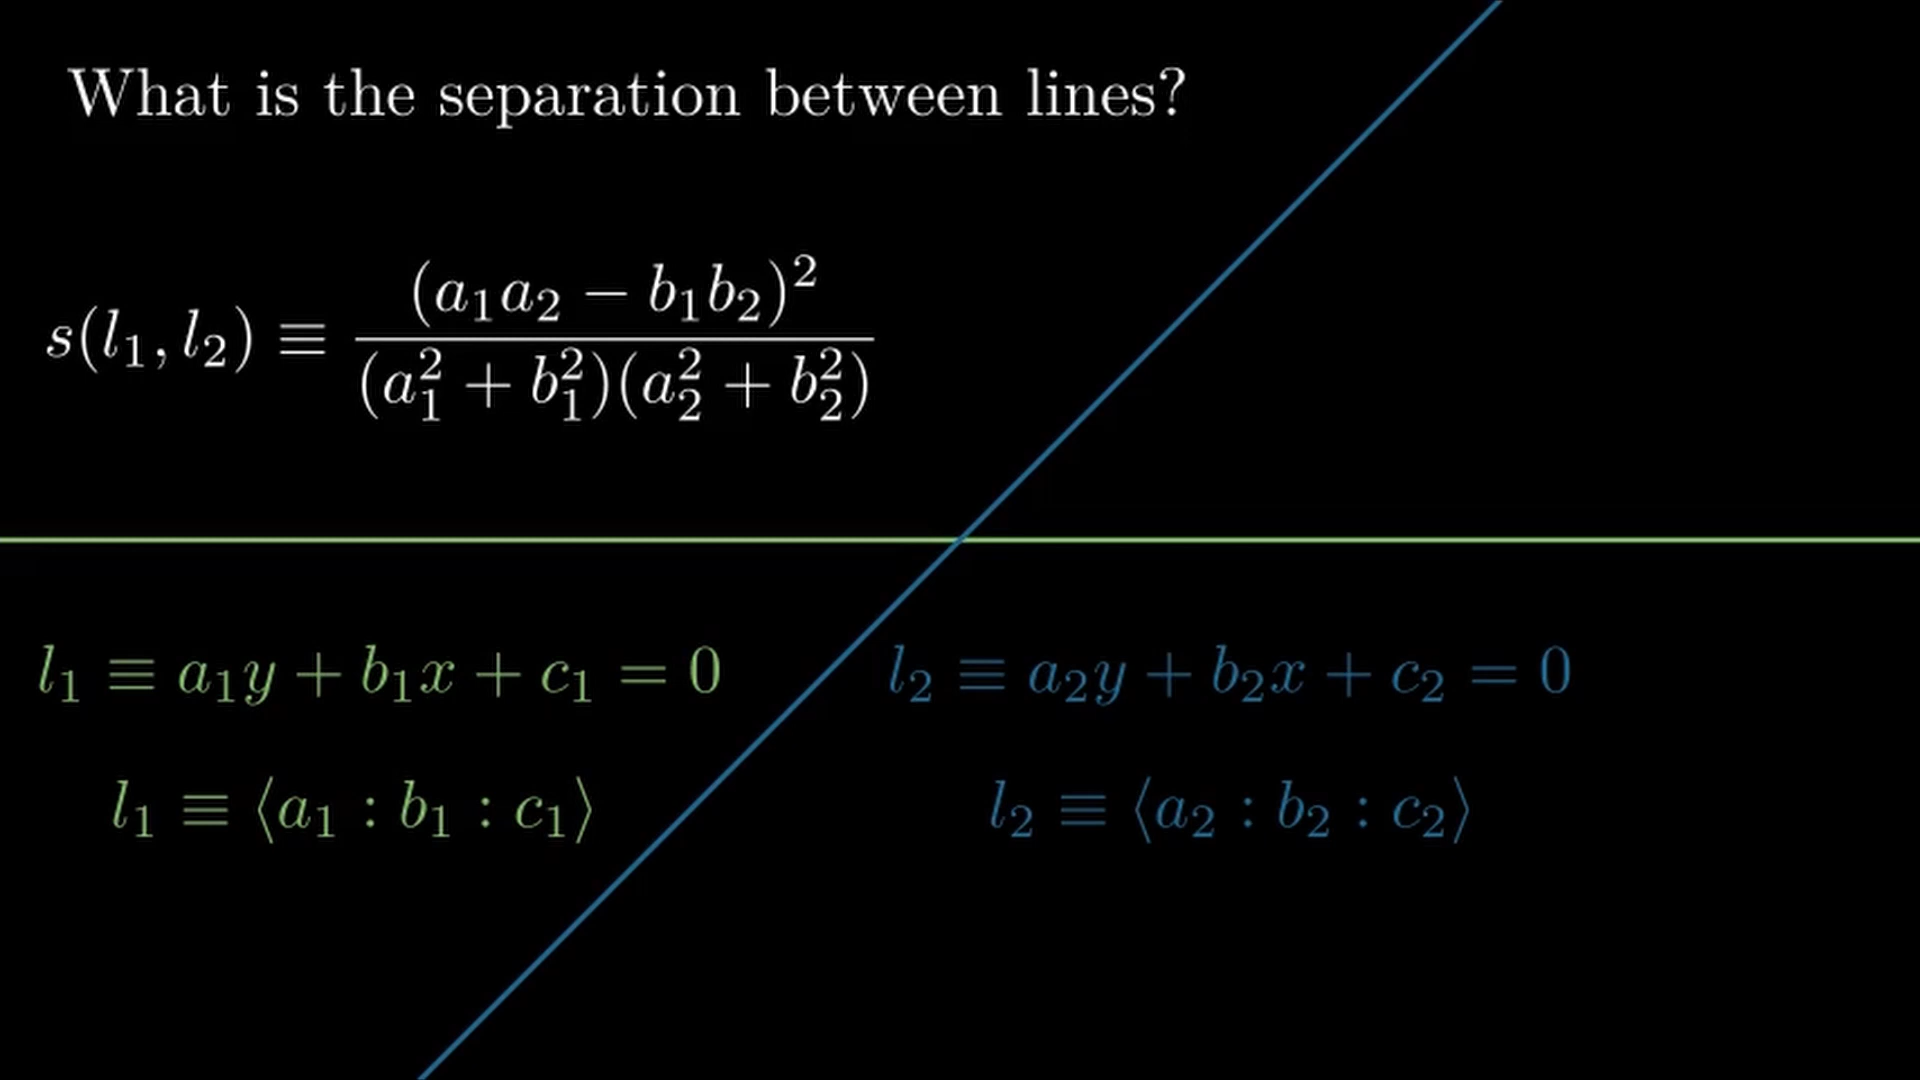 What is the separation between lines?
s(l₁, l₂) ≡ (a₁a₂ − b₁b₂)² / (a₁² + b₁²)(a₂² + b₂²)
l₁ ≡ a₁y + b₁x + c₁ = 0
l₂ ≡ a₂y + b₂x + c₂ = 0
l₁ ≡ ⟨a₁ : b₁ : c₁⟩
l₂ ≡ ⟨a₂ : b₂ : c₂⟩